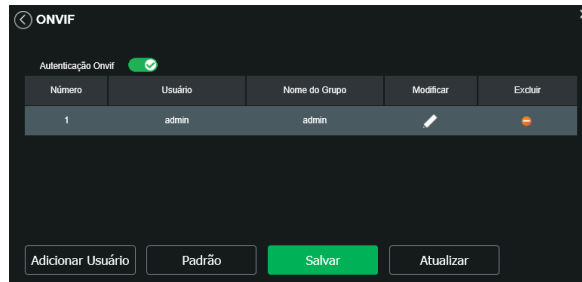 ONVIF
Autenticação Onvif
Número Usuário Nome do Grupo Modificar Excluir
1 admin admin
Adicionar Usuário Padrão Salvar Atualizar